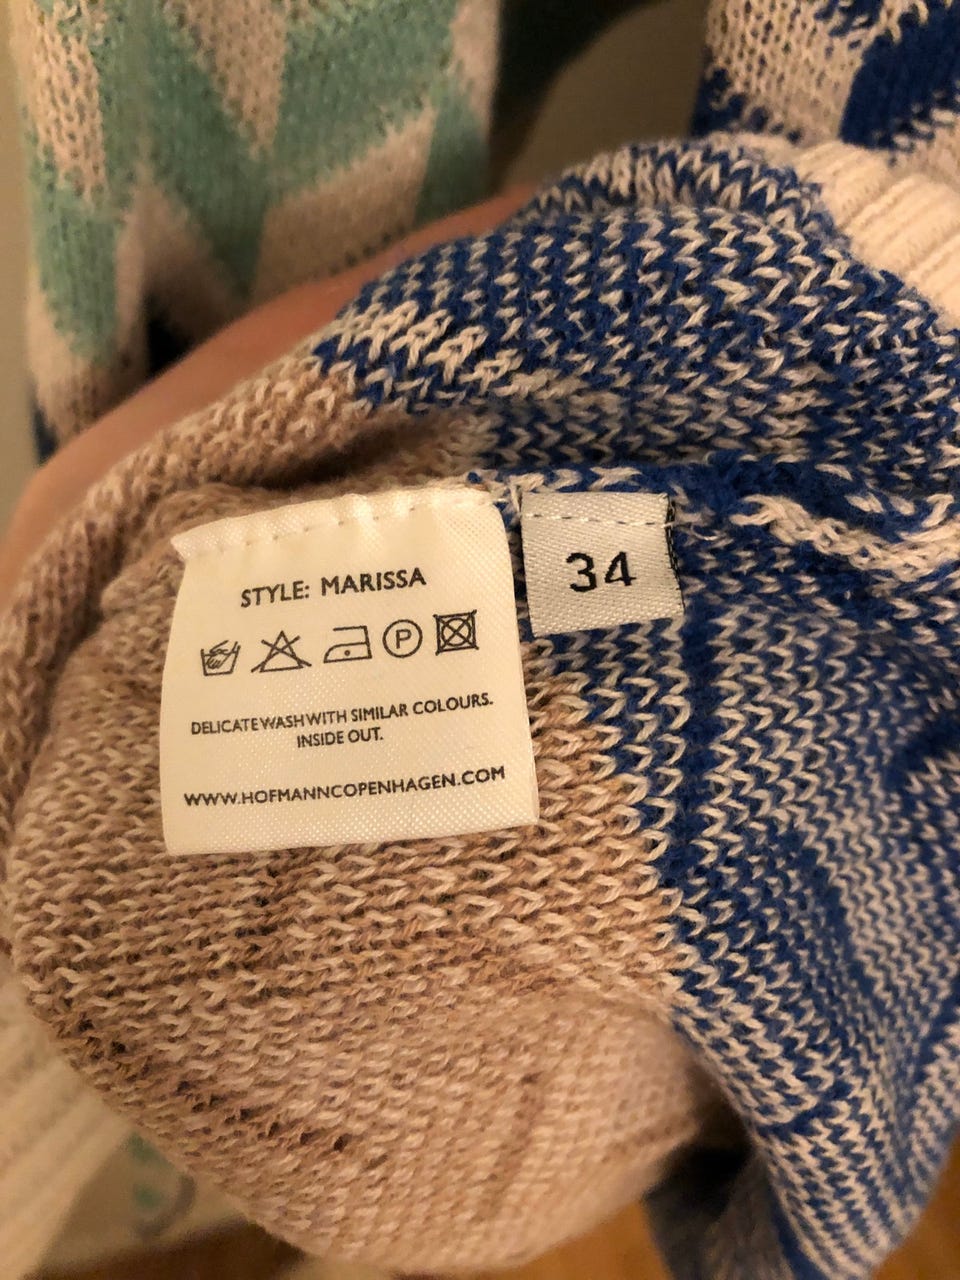 STYLE: MARISSA
P
DELICATE WASH WITH SIMILAR COLOURS.
INSIDE OUT.
WWW.HOFMANNCOPENHAGEN.COM
34